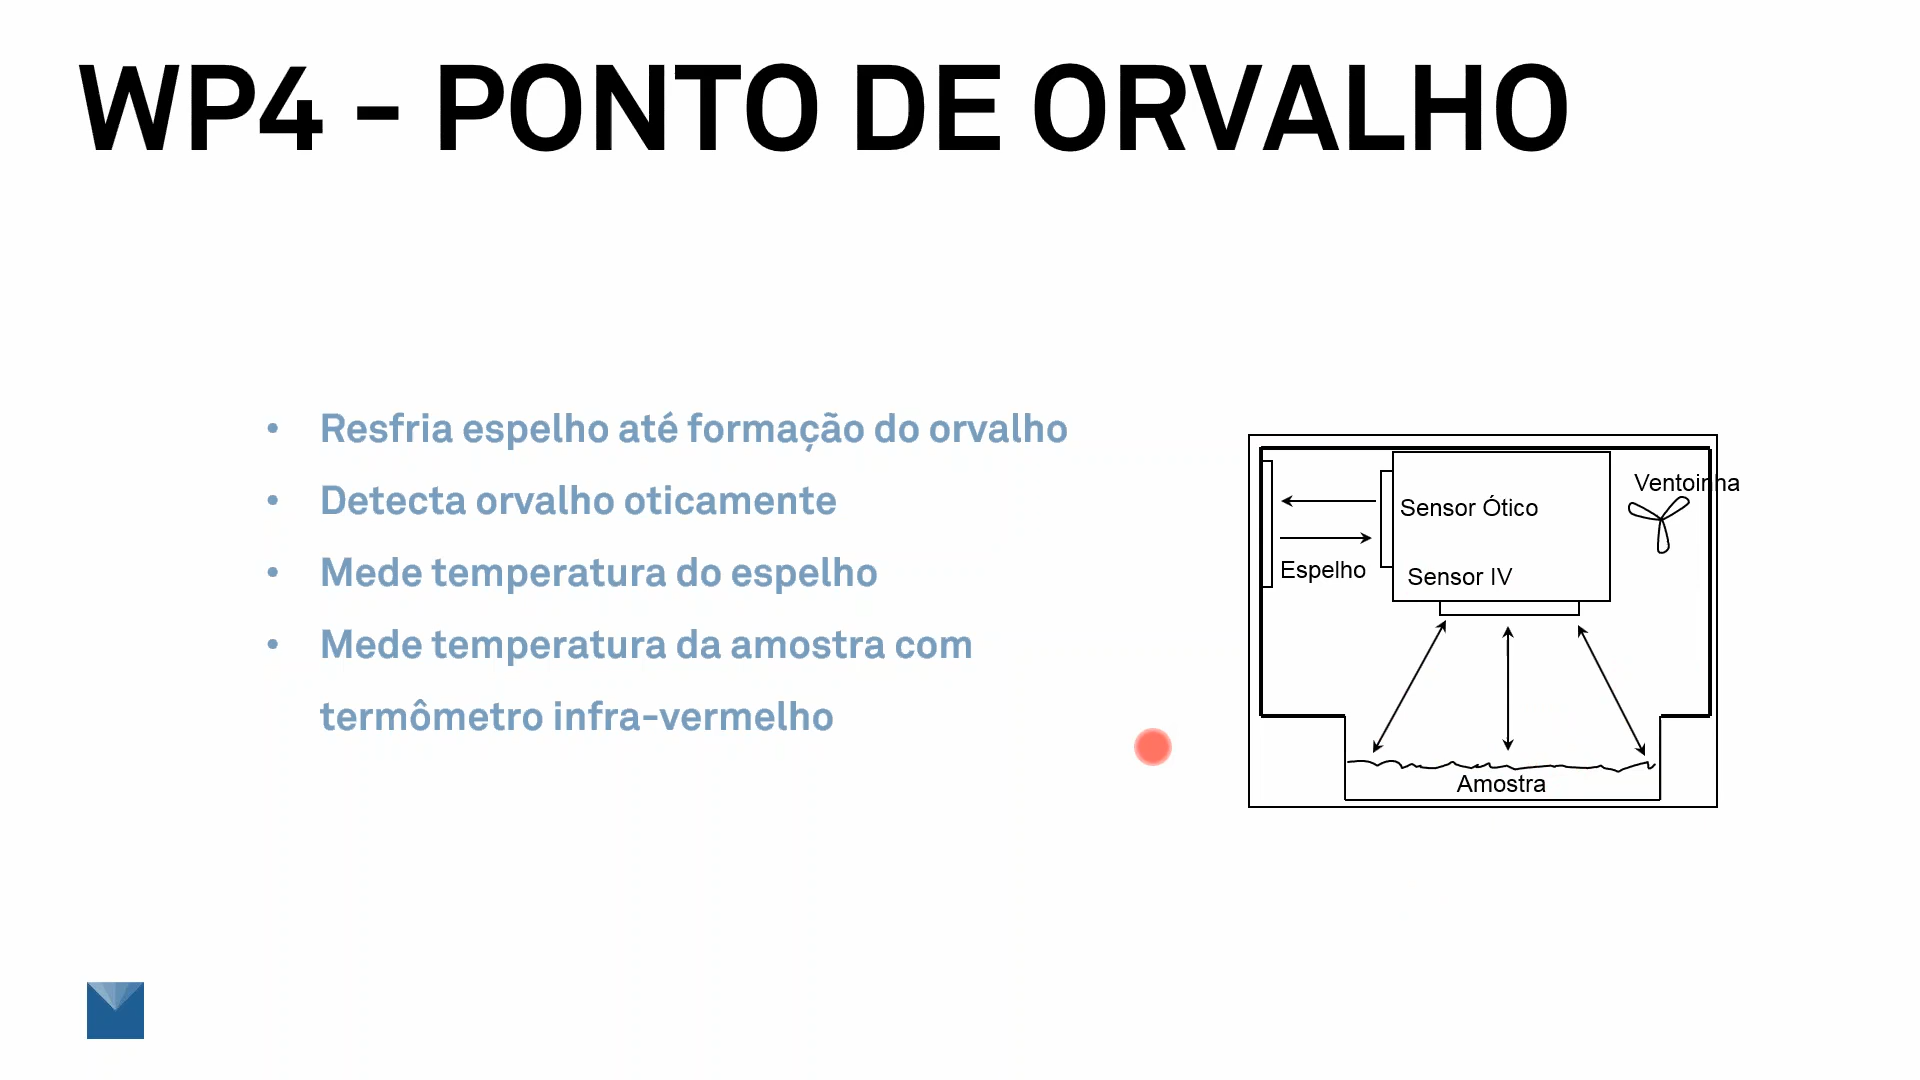 WP4 - PONTO DE ORVALHO
• Resfria espelho até formação do orvalho
• Detecta orvalho oticamente
• Mede temperatura do espelho
• Mede temperatura da amostra com
termômetro infra-vermelho
Ventoinha
Sensor Ótico
Espelho
Sensor IV
Amostra